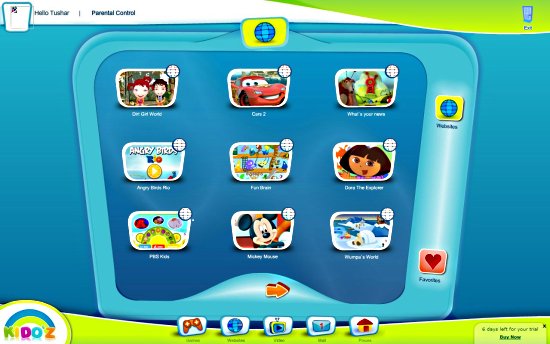 Hello Tushar | Parental Control
Exit
Dirt Girl World
Cars 2
What's your news
Websites
ANGRY BIRDS
RIO
Angry Birds Rio
Fun Brain
Dora The Explorer
PBS Kids
Mickey Mouse
Wumpa's World
Favorites
KIDO'Z
Games
Websites
Video
Mail
6 days left for your trial
Buy Now